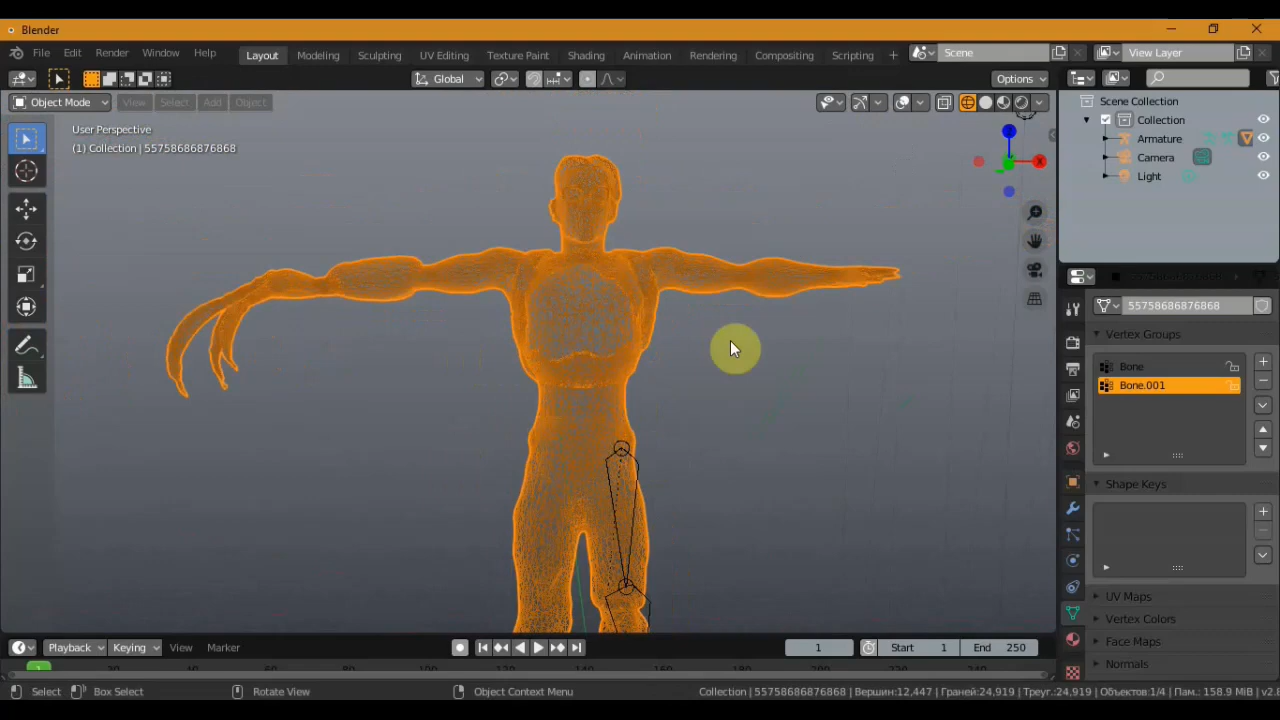 Blender
File Edit Render Window Help
Layout Modeling Sculpting UV Editing Texture Paint Shading Animation Rendering Compositing Scripting +
Scene
View Layer
Global
Options
Object Mode
View Select Add Object
User Perspective
(1) Collection | 55758686876868
Scene Collection
Collection
Armature
Camera
Light
55758686876868
Vertex Groups
Bone
Bone.001
Shape Keys
UV Maps
Vertex Colors
Face Maps
Normals
Playback Keying View Marker
1
Start 1
End 250
1
Select Box Select Rotate View Object Context Menu
Collection | 55758686876868 | Вершин:12,447 | Граней:24,919 | Треуг.:24,919 | Объектов:1/4 | Пам.: 158.9 MiB | v2.8